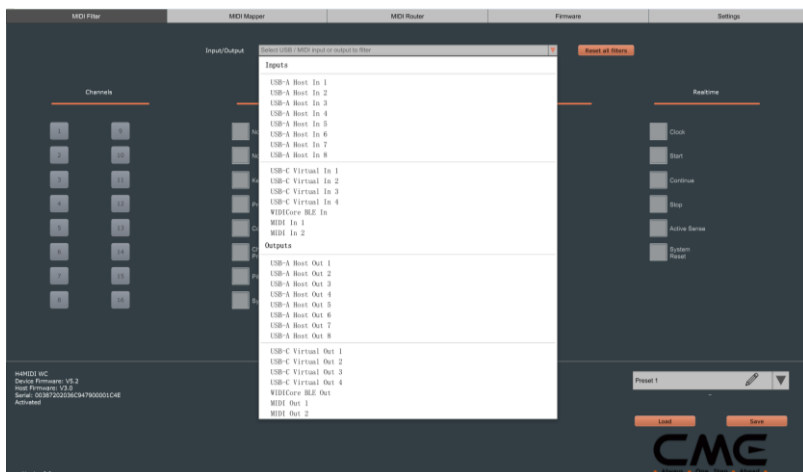 MIDI Filter
MIDI Mapper
MIDI Router
Firmware
Settings
Input/Output
Select USB / MIDI input or output to filter
Reset all filters
Inputs
USB-A Host In 1
USB-A Host In 2
USB-A Host In 3
USB-A Host In 4
USB-A Host In 5
USB-A Host In 6
USB-A Host In 7
USB-A Host In 8
USB-C Virtual In 1
USB-C Virtual In 2
USB-C Virtual In 3
USB-C Virtual In 4
WIDICore BLE In
MIDI In 1
MIDI In 2
Outputs
USB-A Host Out 1
USB-A Host Out 2
USB-A Host Out 3
USB-A Host Out 4
USB-A Host Out 5
USB-A Host Out 6
USB-A Host Out 7
USB-A Host Out 8
USB-C Virtual Out 1
USB-C Virtual Out 2
USB-C Virtual Out 3
USB-C Virtual Out 4
WIDICore BLE Out
MIDI Out 1
MIDI Out 2
Channels
1 9
2 10
3 11
4 12
5 13
6 14
7 15
8 16
Realtime
Clock
Start
Continue
Stop
Active Sense
System
Reset
H4MIDI WC
Device Firmware: V5.2
Host Firmware: V3.0
Serial: 00387202036C947900001C4E
Activated
Preset 1
-
Load
Save
CME